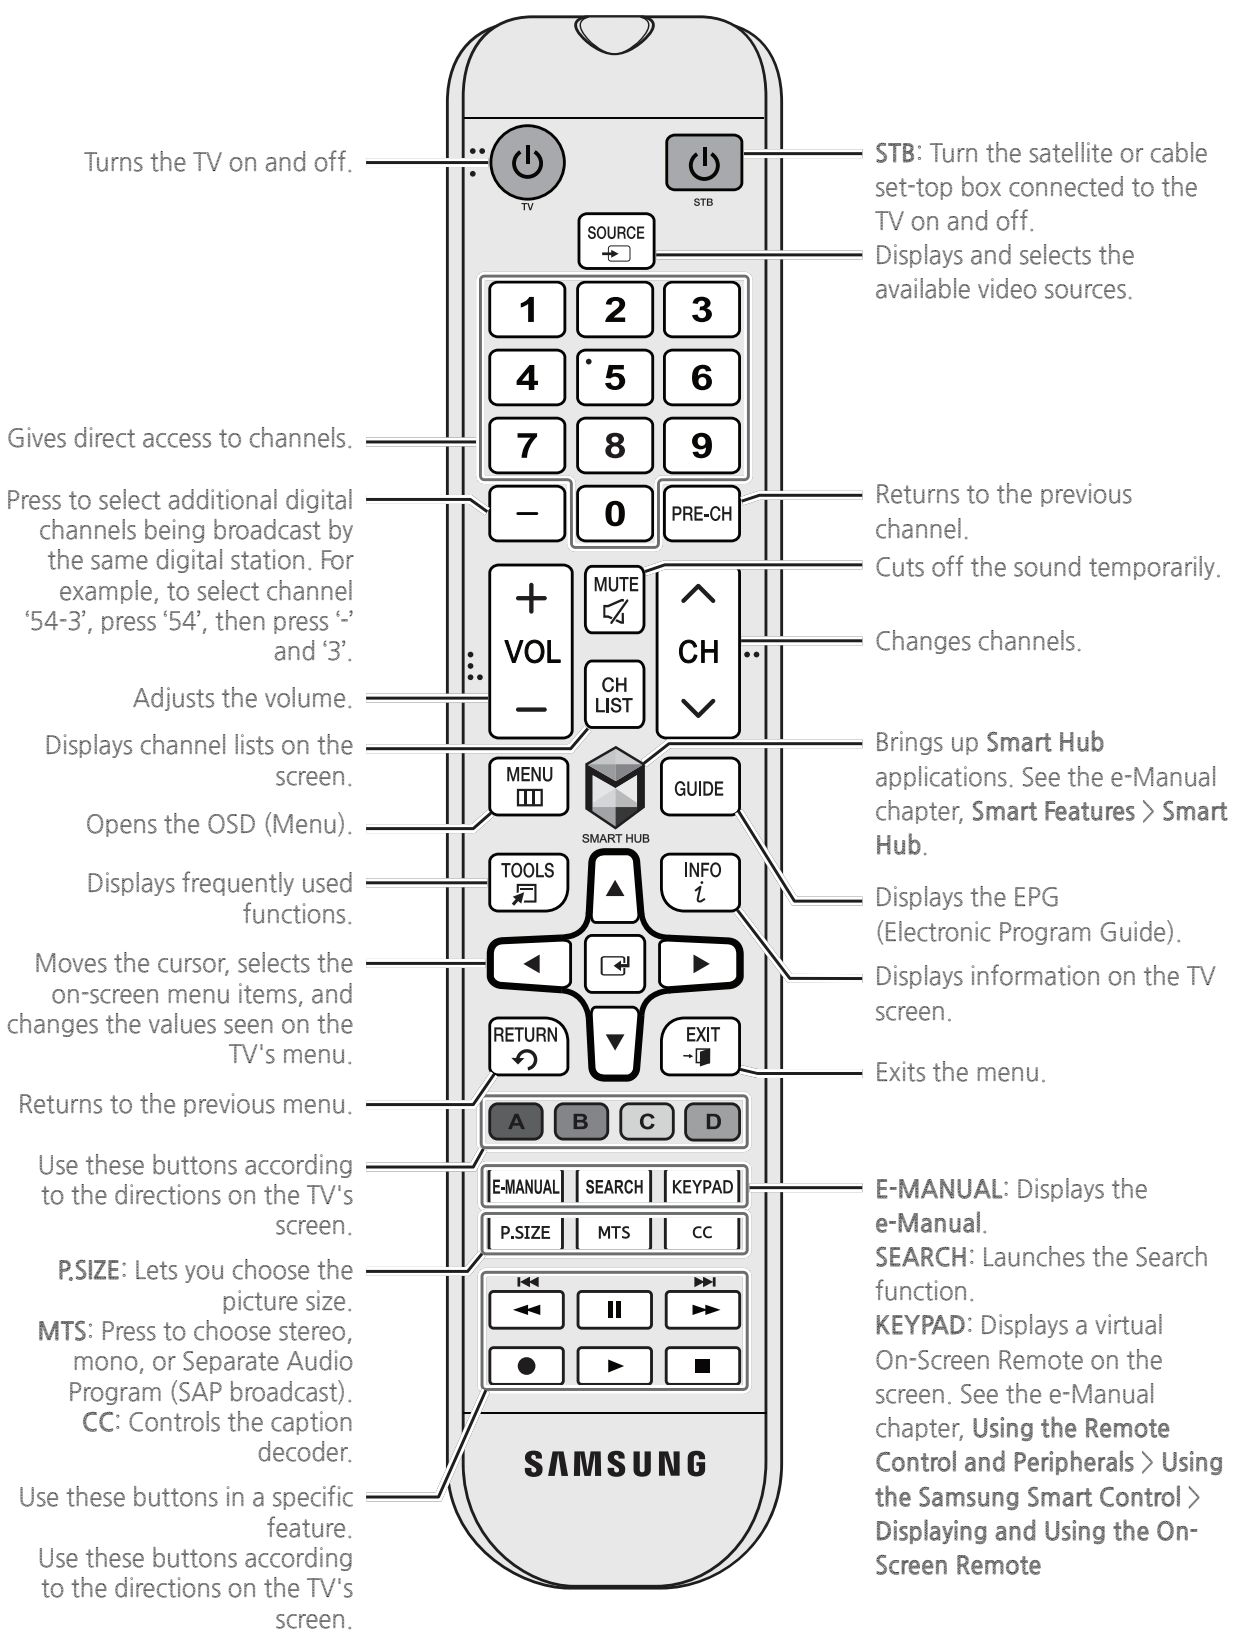 Turns the TV on and off.
TV
STB
STB: Turn the satellite or cable
set-top box connected to the
TV on and off.
SOURCE
Displays and selects the
available video sources.
1 2 3
4 5 6
7 8 9
Gives direct access to channels.
Press to select additional digital
channels being broadcast by
the same digital station. For
example, to select channel
‘54-3’, press ‘54’, then press ‘-’
and ‘3’.
– 0 PRE-CH
Returns to the previous
channel.
MUTE
Cuts off the sound temporarily.
+
VOL
–
CH
Changes channels.
Adjusts the volume.
CH
LIST
Displays channel lists on the
screen.
MENU
SMART HUB
GUIDE
Brings up Smart Hub
applications. See the e-Manual
chapter, Smart Features > Smart
Hub.
Opens the OSD (Menu).
TOOLS
INFO
i
Displays frequently used
functions.
Displays the EPG
(Electronic Program Guide).
Moves the cursor, selects the
on-screen menu items, and
changes the values seen on the
TV's menu.
Displays information on the TV
screen.
RETURN
EXIT
Exits the menu.
Returns to the previous menu.
A B C D
Use these buttons according
to the directions on the TV's
screen.
E-MANUAL SEARCH KEYPAD
P.SIZE MTS CC
E-MANUAL: Displays the
e-Manual.
SEARCH: Launches the Search
function.
KEYPAD: Displays a virtual
On-Screen Remote on the
screen. See the e-Manual
chapter, Using the Remote
Control and Peripherals > Using
the Samsung Smart Control >
Displaying and Using the On-
Screen Remote
P.SIZE: Lets you choose the
picture size.
MTS: Press to choose stereo,
mono, or Separate Audio
Program (SAP broadcast).
CC: Controls the caption
decoder.
SAMSUNG
Use these buttons in a specific
feature.
Use these buttons according
to the directions on the TV's
screen.